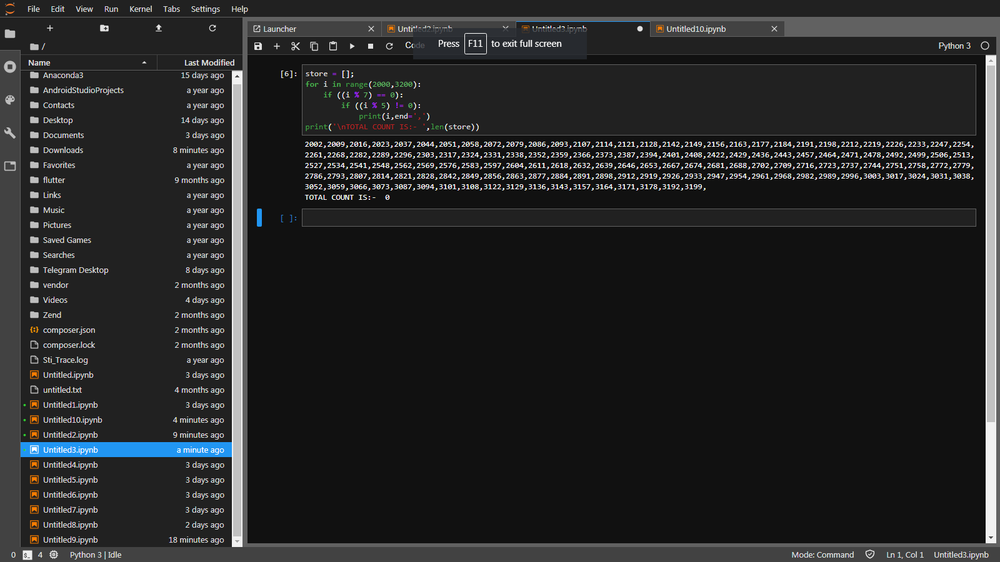 File Edit View Run Kernel Tabs Settings Help
/
Name Last Modified
Anaconda3 15 days ago
AndroidStudioProjects a year ago
Contacts a year ago
Desktop 14 days ago
Documents 3 days ago
Downloads 8 minutes ago
Favorites a year ago
flutter 9 months ago
Links a year ago
Music a year ago
Pictures a year ago
Saved Games a year ago
Searches a year ago
Telegram Desktop 8 days ago
vendor 2 months ago
Videos 4 days ago
Zend 2 months ago
composer.json 2 months ago
composer.lock 2 months ago
Sti_Trace.log a year ago
Untitled.ipynb 3 days ago
untitled.txt 4 months ago
Untitled1.ipynb 3 days ago
Untitled10.ipynb 4 minutes ago
Untitled2.ipynb 9 minutes ago
Untitled3.ipynb a minute ago
Untitled4.ipynb 3 days ago
Untitled5.ipynb 3 days ago
Untitled6.ipynb 3 days ago
Untitled7.ipynb 3 days ago
Untitled8.ipynb 2 days ago
Untitled9.ipynb 18 minutes ago
Launcher Untitled2.ipynb Untitled3.ipynb Untitled10.ipynb
Code Python 3
Press F11 to exit full screen
[6]: store = [];
for i in range(2000,3200):
    if ((i % 7) == 0):
        if ((i % 5) != 0):
            print(i,end=',')
print('\nTOTAL COUNT IS:- ',len(store))
2002,2009,2016,2023,2037,2044,2051,2058,2072,2079,2086,2093,2107,2114,2121,2128,2142,2149,2156,2163,2177,2184,2191,2198,2212,2219,2226,2233,2247,2254,
2261,2268,2282,2289,2296,2303,2317,2324,2331,2338,2352,2359,2366,2373,2387,2394,2401,2408,2422,2429,2436,2443,2457,2464,2471,2478,2492,2499,2506,2513,
2527,2534,2541,2548,2562,2569,2576,2583,2597,2604,2611,2618,2632,2639,2646,2653,2667,2674,2681,2688,2702,2709,2716,2723,2737,2744,2751,2758,2772,2779,
2786,2793,2807,2814,2821,2828,2842,2849,2856,2863,2877,2884,2891,2898,2912,2919,2926,2933,2947,2954,2961,2968,2982,2989,2996,3003,3017,3024,3031,3038,
3052,3059,3066,3073,3087,3094,3101,3108,3122,3129,3136,3143,3157,3164,3171,3178,3192,3199,
TOTAL COUNT IS:-  0
[ ]:
0 $_ 4 Python 3 | Idle Mode: Command Ln 1, Col 1 Untitled3.ipynb